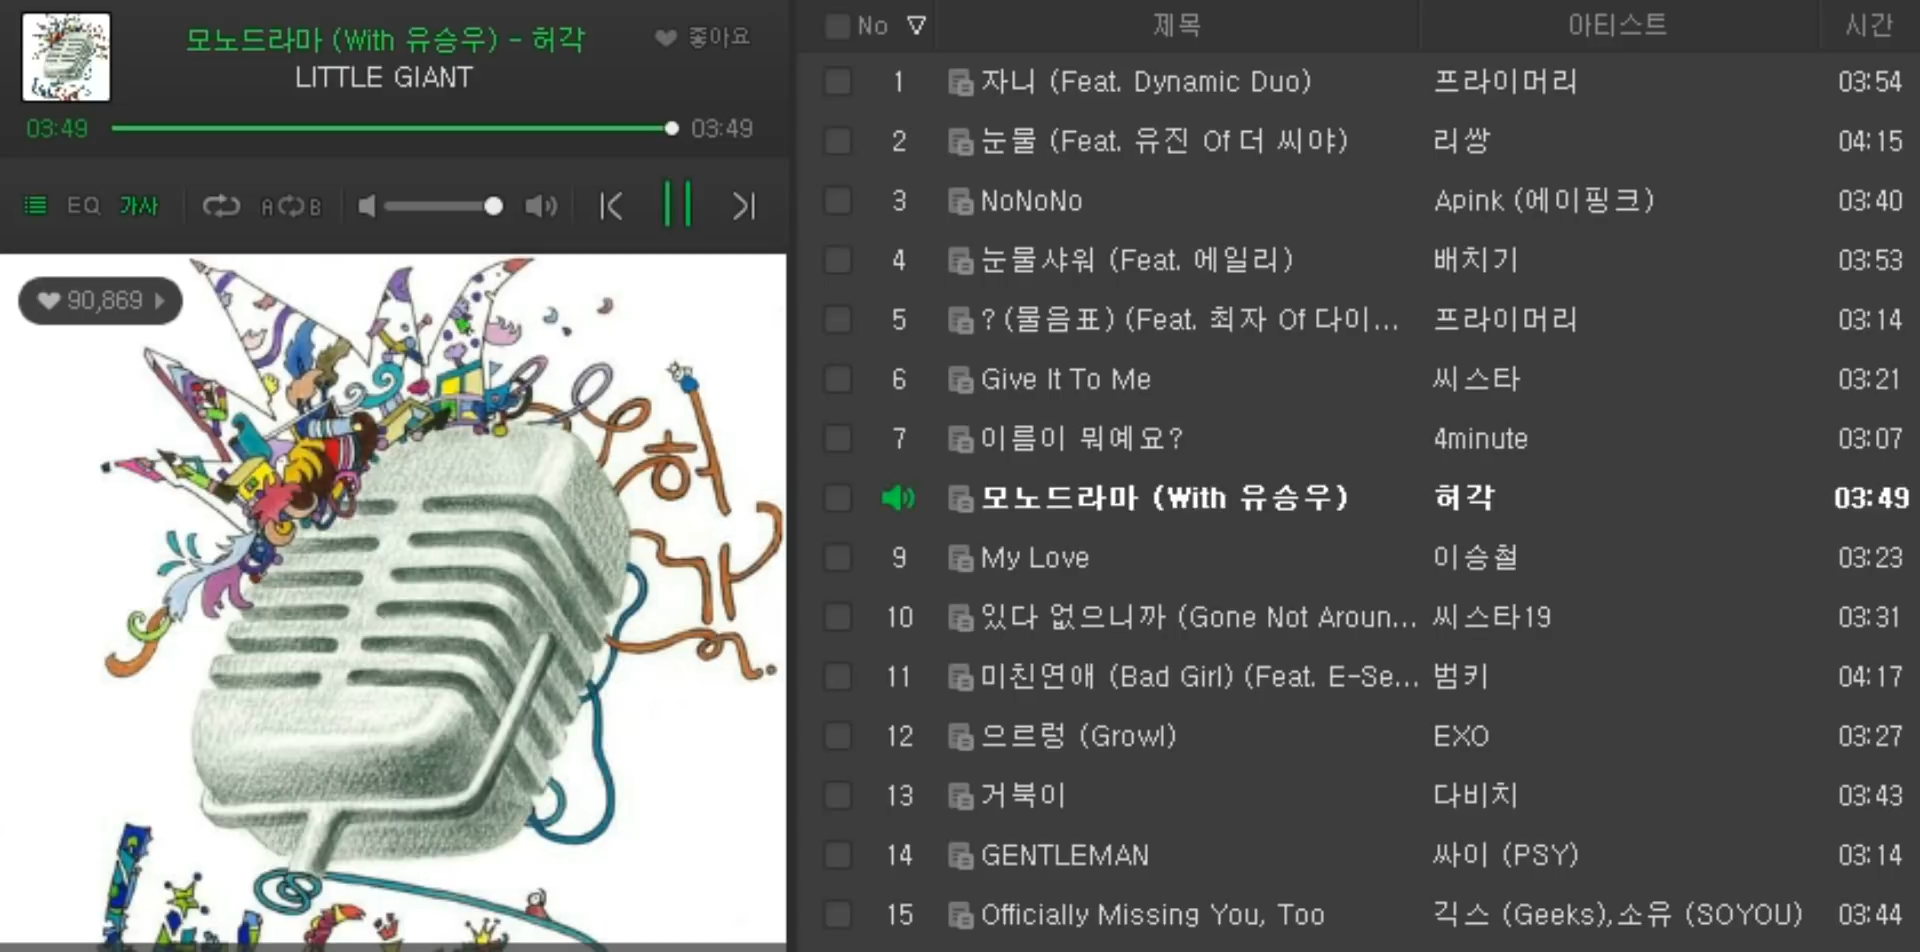 모노드라마 (With 유승우) - 허각
좋아요
LITTLE GIANT
03:49
03:49
EQ 가사
A B
90,869
허각
No 제목 아티스트 시간
1 자니 (Feat. Dynamic Duo) 프라이머리 03:54
2 눈물 (Feat. 유진 Of 더 씨야) 리쌍 04:15
3 NoNoNo Apink (에이핑크) 03:40
4 눈물샤워 (Feat. 에일리) 배치기 03:53
5 ? (물음표) (Feat. 최자 Of 다이... 프라이머리 03:14
6 Give It To Me 씨스타 03:21
7 이름이 뭐예요? 4minute 03:07
모노드라마 (With 유승우) 허각 03:49
9 My Love 이승철 03:23
10 있다 없으니까 (Gone Not Aroun... 씨스타19 03:31
11 미친연애 (Bad Girl) (Feat. E-Se... 범키 04:17
12 으르렁 (Growl) EXO 03:27
13 거북이 다비치 03:43
14 GENTLEMAN 싸이 (PSY) 03:14
15 Officially Missing You, Too 긱스 (Geeks),소유 (SOYOU) 03:44